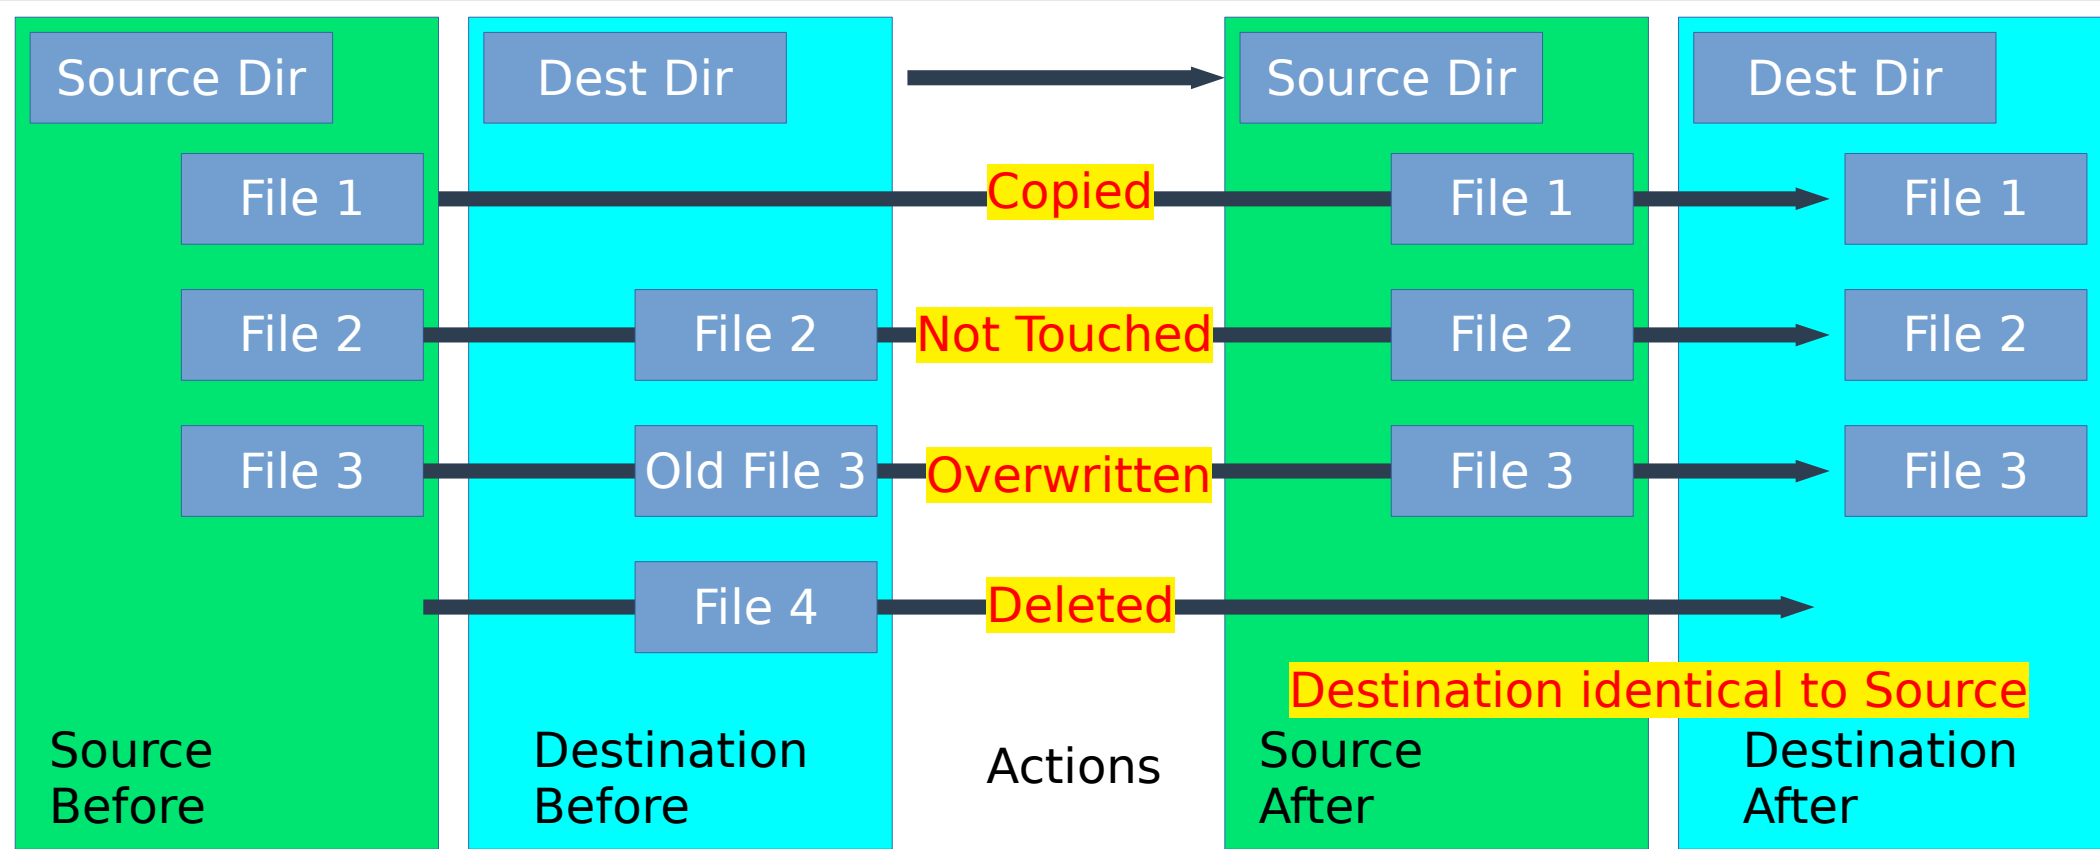 Source Dir
Dest Dir
Source Dir
Dest Dir
File 1
Copied
File 1
File 1
File 2
File 2
Not Touched
File 2
File 2
File 3
Old File 3
Overwritten
File 3
File 3
File 4
Deleted
Destination identical to Source
Source
Before
Destination
Before
Actions
Source
After
Destination
After